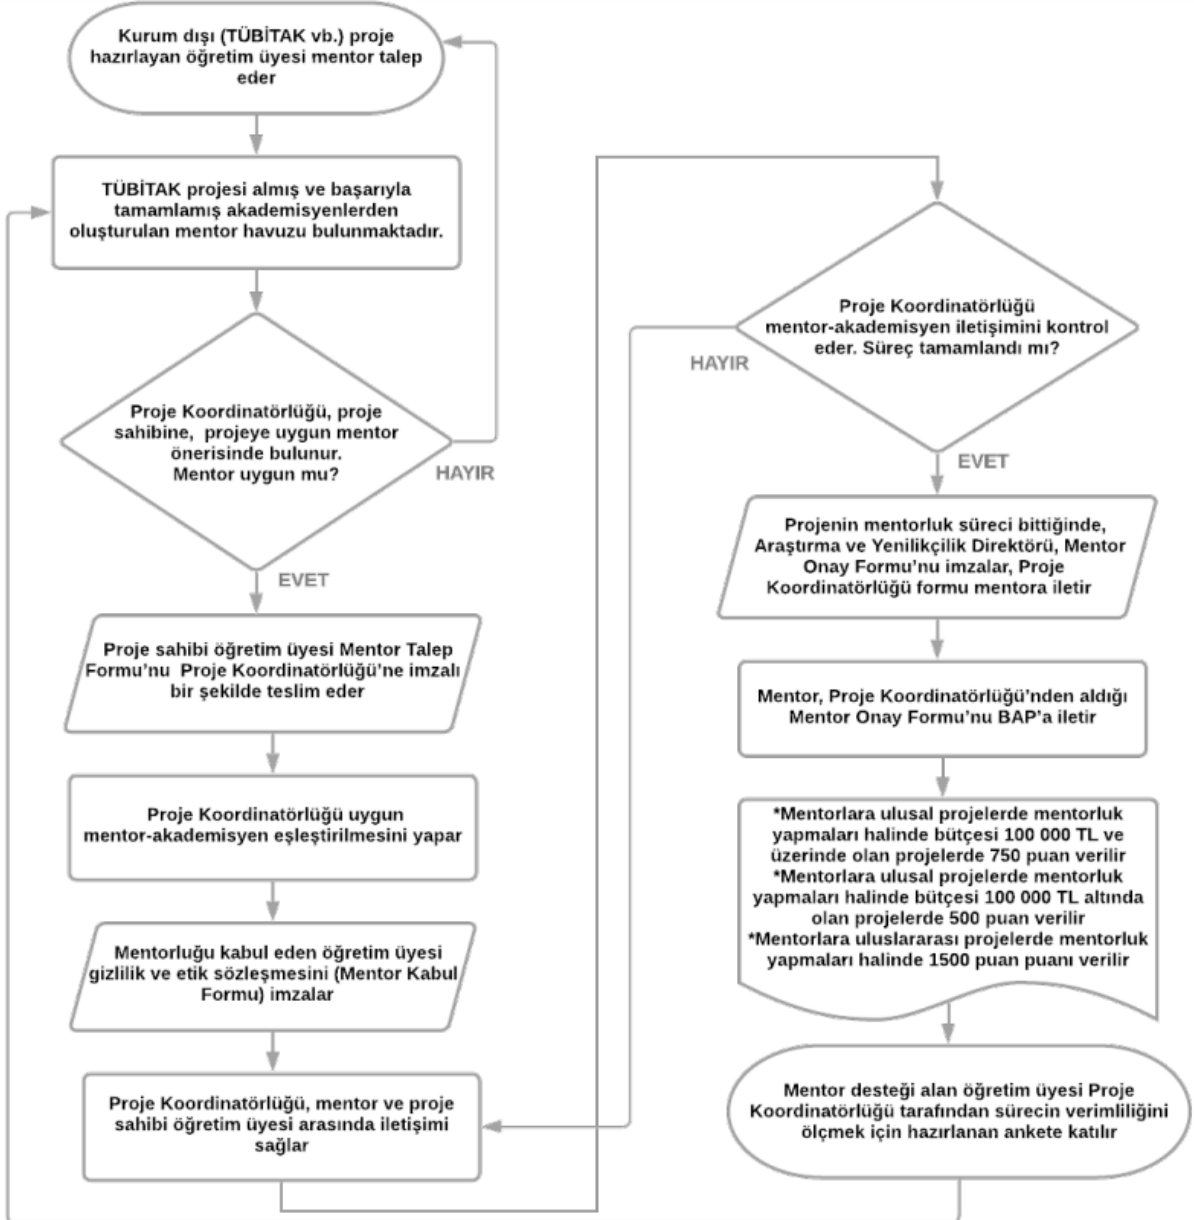 Kurum dışı (TÜBİTAK vb.) proje
hazırlayan öğretim üyesi mentor talep
eder
TÜBİTAK projesi almış ve başarıyla
tamamlamış akademisyenlerden
oluşturulan mentor havuzu bulunmaktadır.
Proje Koordinatörlüğü, proje
sahibine, projeye uygun mentor
önerisinde bulunur.
Mentor uygun mu?
HAYIR
EVET
Proje sahibi öğretim üyesi Mentor Talep
Formu'nu Proje Koordinatörlüğü'ne imzalı
bir şekilde teslim eder
Proje Koordinatörlüğü uygun
mentor-akademisyen eşleştirilmesini yapar
Mentorluğu kabul eden öğretim üyesi
gizlilik ve etik sözleşmesini (Mentor Kabul
Formu) imzalar
Proje Koordinatörlüğü, mentor ve proje
sahibi öğretim üyesi arasında iletişimi
sağlar
Proje Koordinatörlüğü
mentor-akademisyen iletişimini kontrol
eder. Süreç tamamlandı mı?
HAYIR
EVET
Projenin mentorluk süreci bittiğinde,
Araştırma ve Yenilikçilik Direktörü, Mentor
Onay Formu'nu imzalar, Proje
Koordinatörlüğü formu mentora iletir
Mentor, Proje Koordinatörlüğü'nden aldığı
Mentor Onay Formu'nu BAP'a iletir
*Mentorlara ulusal projelerde mentorluk
yapmaları halinde bütçesi 100 000 TL ve
üzerinde olan projelerde 750 puan verilir
*Mentorlara ulusal projelerde mentorluk
yapmaları halinde bütçesi 100 000 TL altında
olan projelerde 500 puan verilir
*Mentorlara uluslararası projelerde mentorluk
yapmaları halinde 1500 puan puanı verilir
Mentor desteği alan öğretim üyesi Proje
Koordinatörlüğü tarafından sürecin verimliliğini
ölçmek için hazırlanan ankete katılır